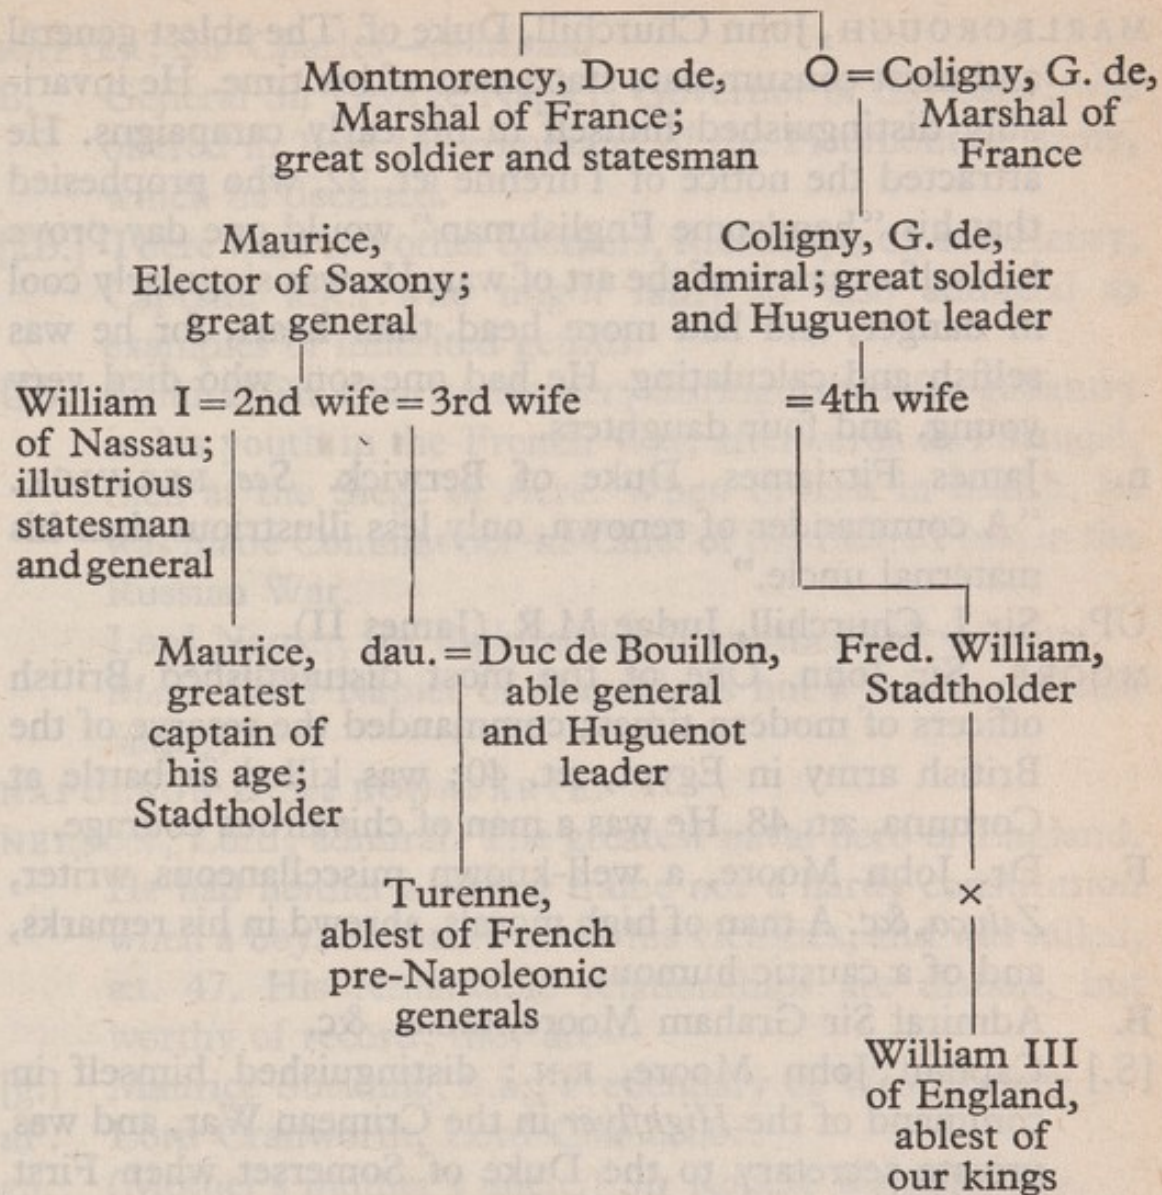 Montmorency, Duc de,
Marshal of France;
great soldier and statesman
O = Coligny, G. de,
Marshal of
France
Maurice,
Elector of Saxony;
great general
Coligny, G. de,
admiral; great soldier
and Huguenot leader
William I = 2nd wife = 3rd wife
= 4th wife
of Nassau;
illustrious
statesman
and general
Maurice,
greatest
captain of
his age;
Stadtholder
dau. = Duc de Bouillon,
able general
and Huguenot
leader
Fred. William,
Stadtholder
Turenne,
ablest of French
pre-Napoleonic
generals
×
William III
of England,
ablest of
our kings